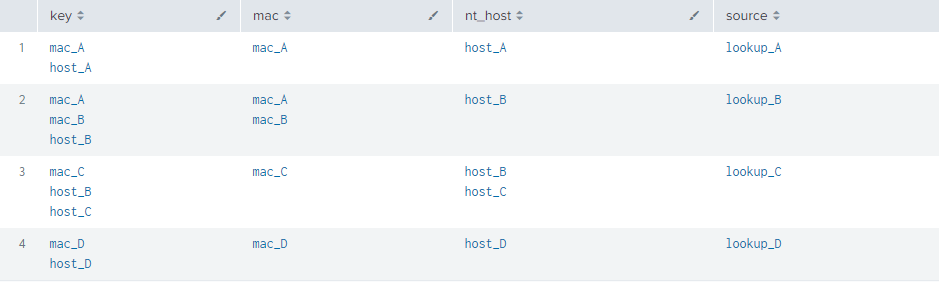 key mac nt_host source
1 mac_A mac_A host_A lookup_A
host_A
2 mac_A mac_A host_B lookup_B
mac_B mac_B
host_B
3 mac_C mac_C host_B lookup_C
host_B host_C
host_C
4 mac_D mac_D host_D lookup_D
host_D